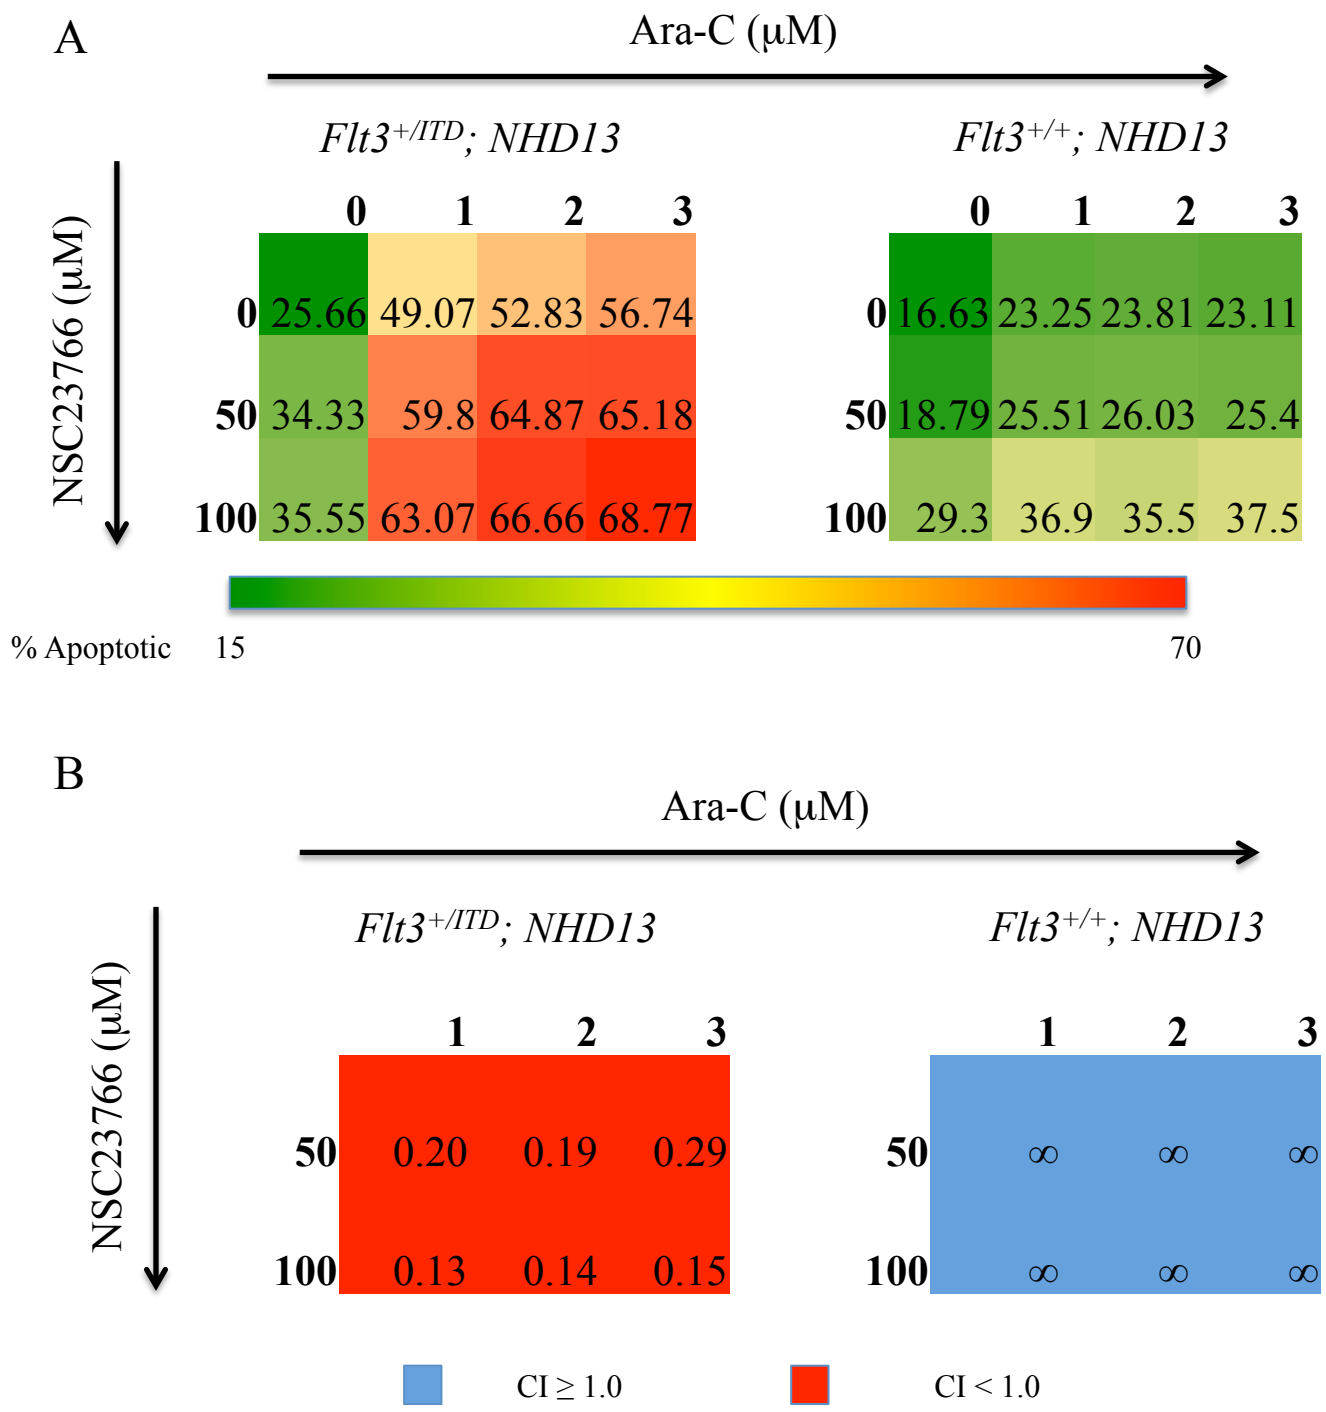 A
Ara-C (μM)
Flt3+/ITD; NHD13
Flt3+/+; NHD13
NSC23766 (μM)
0 1 2 3
0 1 2 3
0 25.66 49.07 52.83 56.74
0 16.63 23.25 23.81 23.11
50 34.33 59.8 64.87 65.18
50 18.79 25.51 26.03 25.4
100 35.55 63.07 66.66 68.77
100 29.3 36.9 35.5 37.5
% Apoptotic 15 70
B
Ara-C (μM)
Flt3+/ITD; NHD13
Flt3+/+; NHD13
NSC23766 (μM)
1 2 3
1 2 3
50 0.20 0.19 0.29
50 ∞ ∞ ∞
100 0.13 0.14 0.15
100 ∞ ∞ ∞
CI ≥ 1.0
CI < 1.0